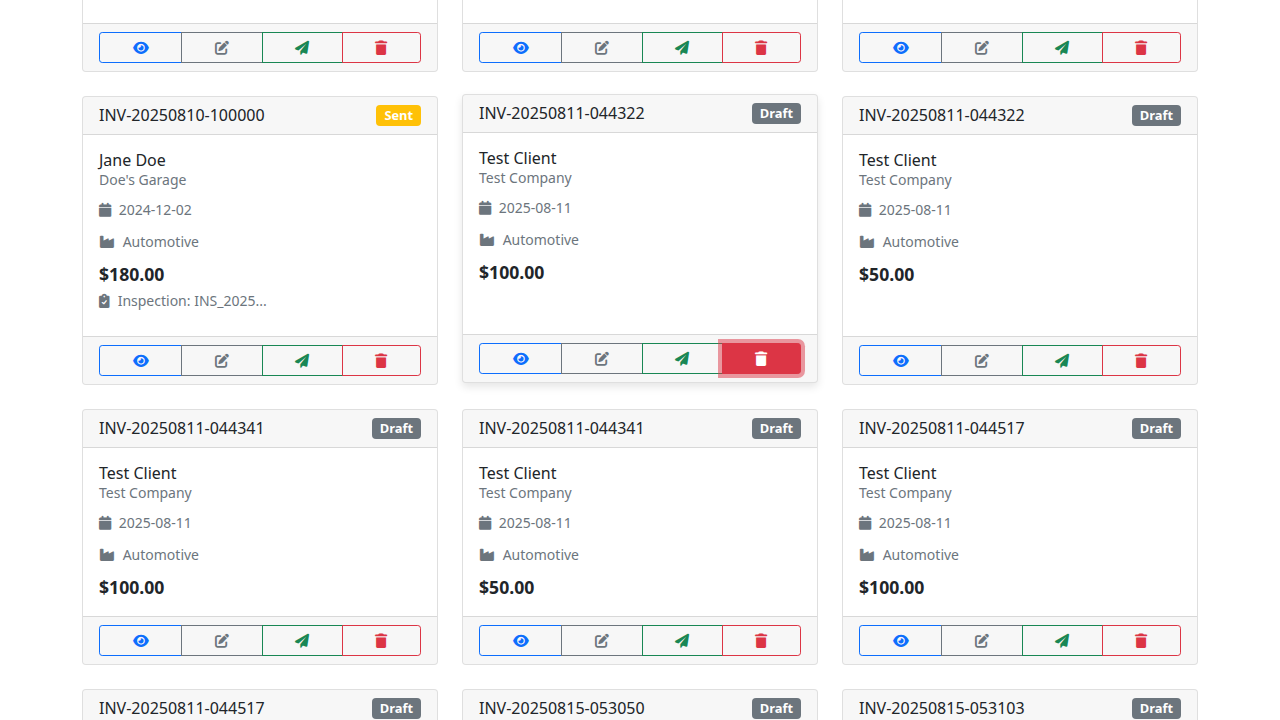 INV-20250810-100000 Sent
Jane Doe
Doe's Garage
2024-12-02
Automotive
$180.00
Inspection: INS_2025...
INV-20250811-044322 Draft
Test Client
Test Company
2025-08-11
Automotive
$100.00
INV-20250811-044322 Draft
Test Client
Test Company
2025-08-11
Automotive
$50.00
INV-20250811-044341 Draft
Test Client
Test Company
2025-08-11
Automotive
$100.00
INV-20250811-044341 Draft
Test Client
Test Company
2025-08-11
Automotive
$50.00
INV-20250811-044517 Draft
Test Client
Test Company
2025-08-11
Automotive
$100.00
INV-20250811-044517 Draft
INV-20250815-053050 Draft
INV-20250815-053103 Draft